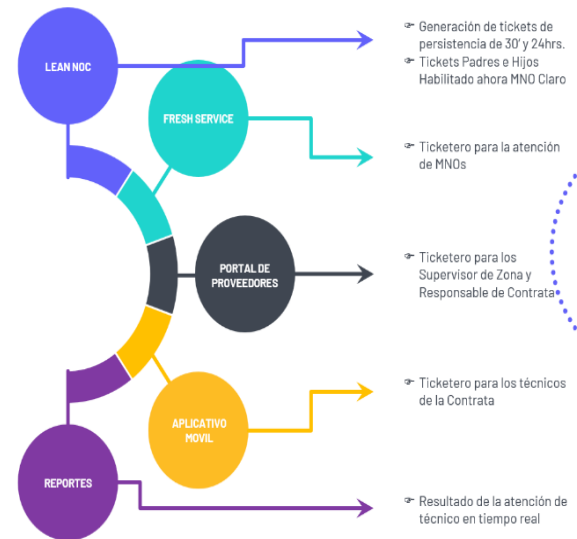 LEAN NOC
☞ Generación de tickets de
persistencia de 30' y 24hrs.
☞ Tickets Padres e Hijos
Habilitado ahora MNO Claro
FRESH SERVICE
☞ Ticketero para la atención
de MNOs
PORTAL DE
PROVEEDORES
☞ Ticketero para los
Supervisor de Zona y
Responsable de Contrata
APLICATIVO
MOVIL
☞ Ticketero para los técnicos
de la Contrata
REPORTES
☞ Resultado de la atención de
técnico en tiempo real